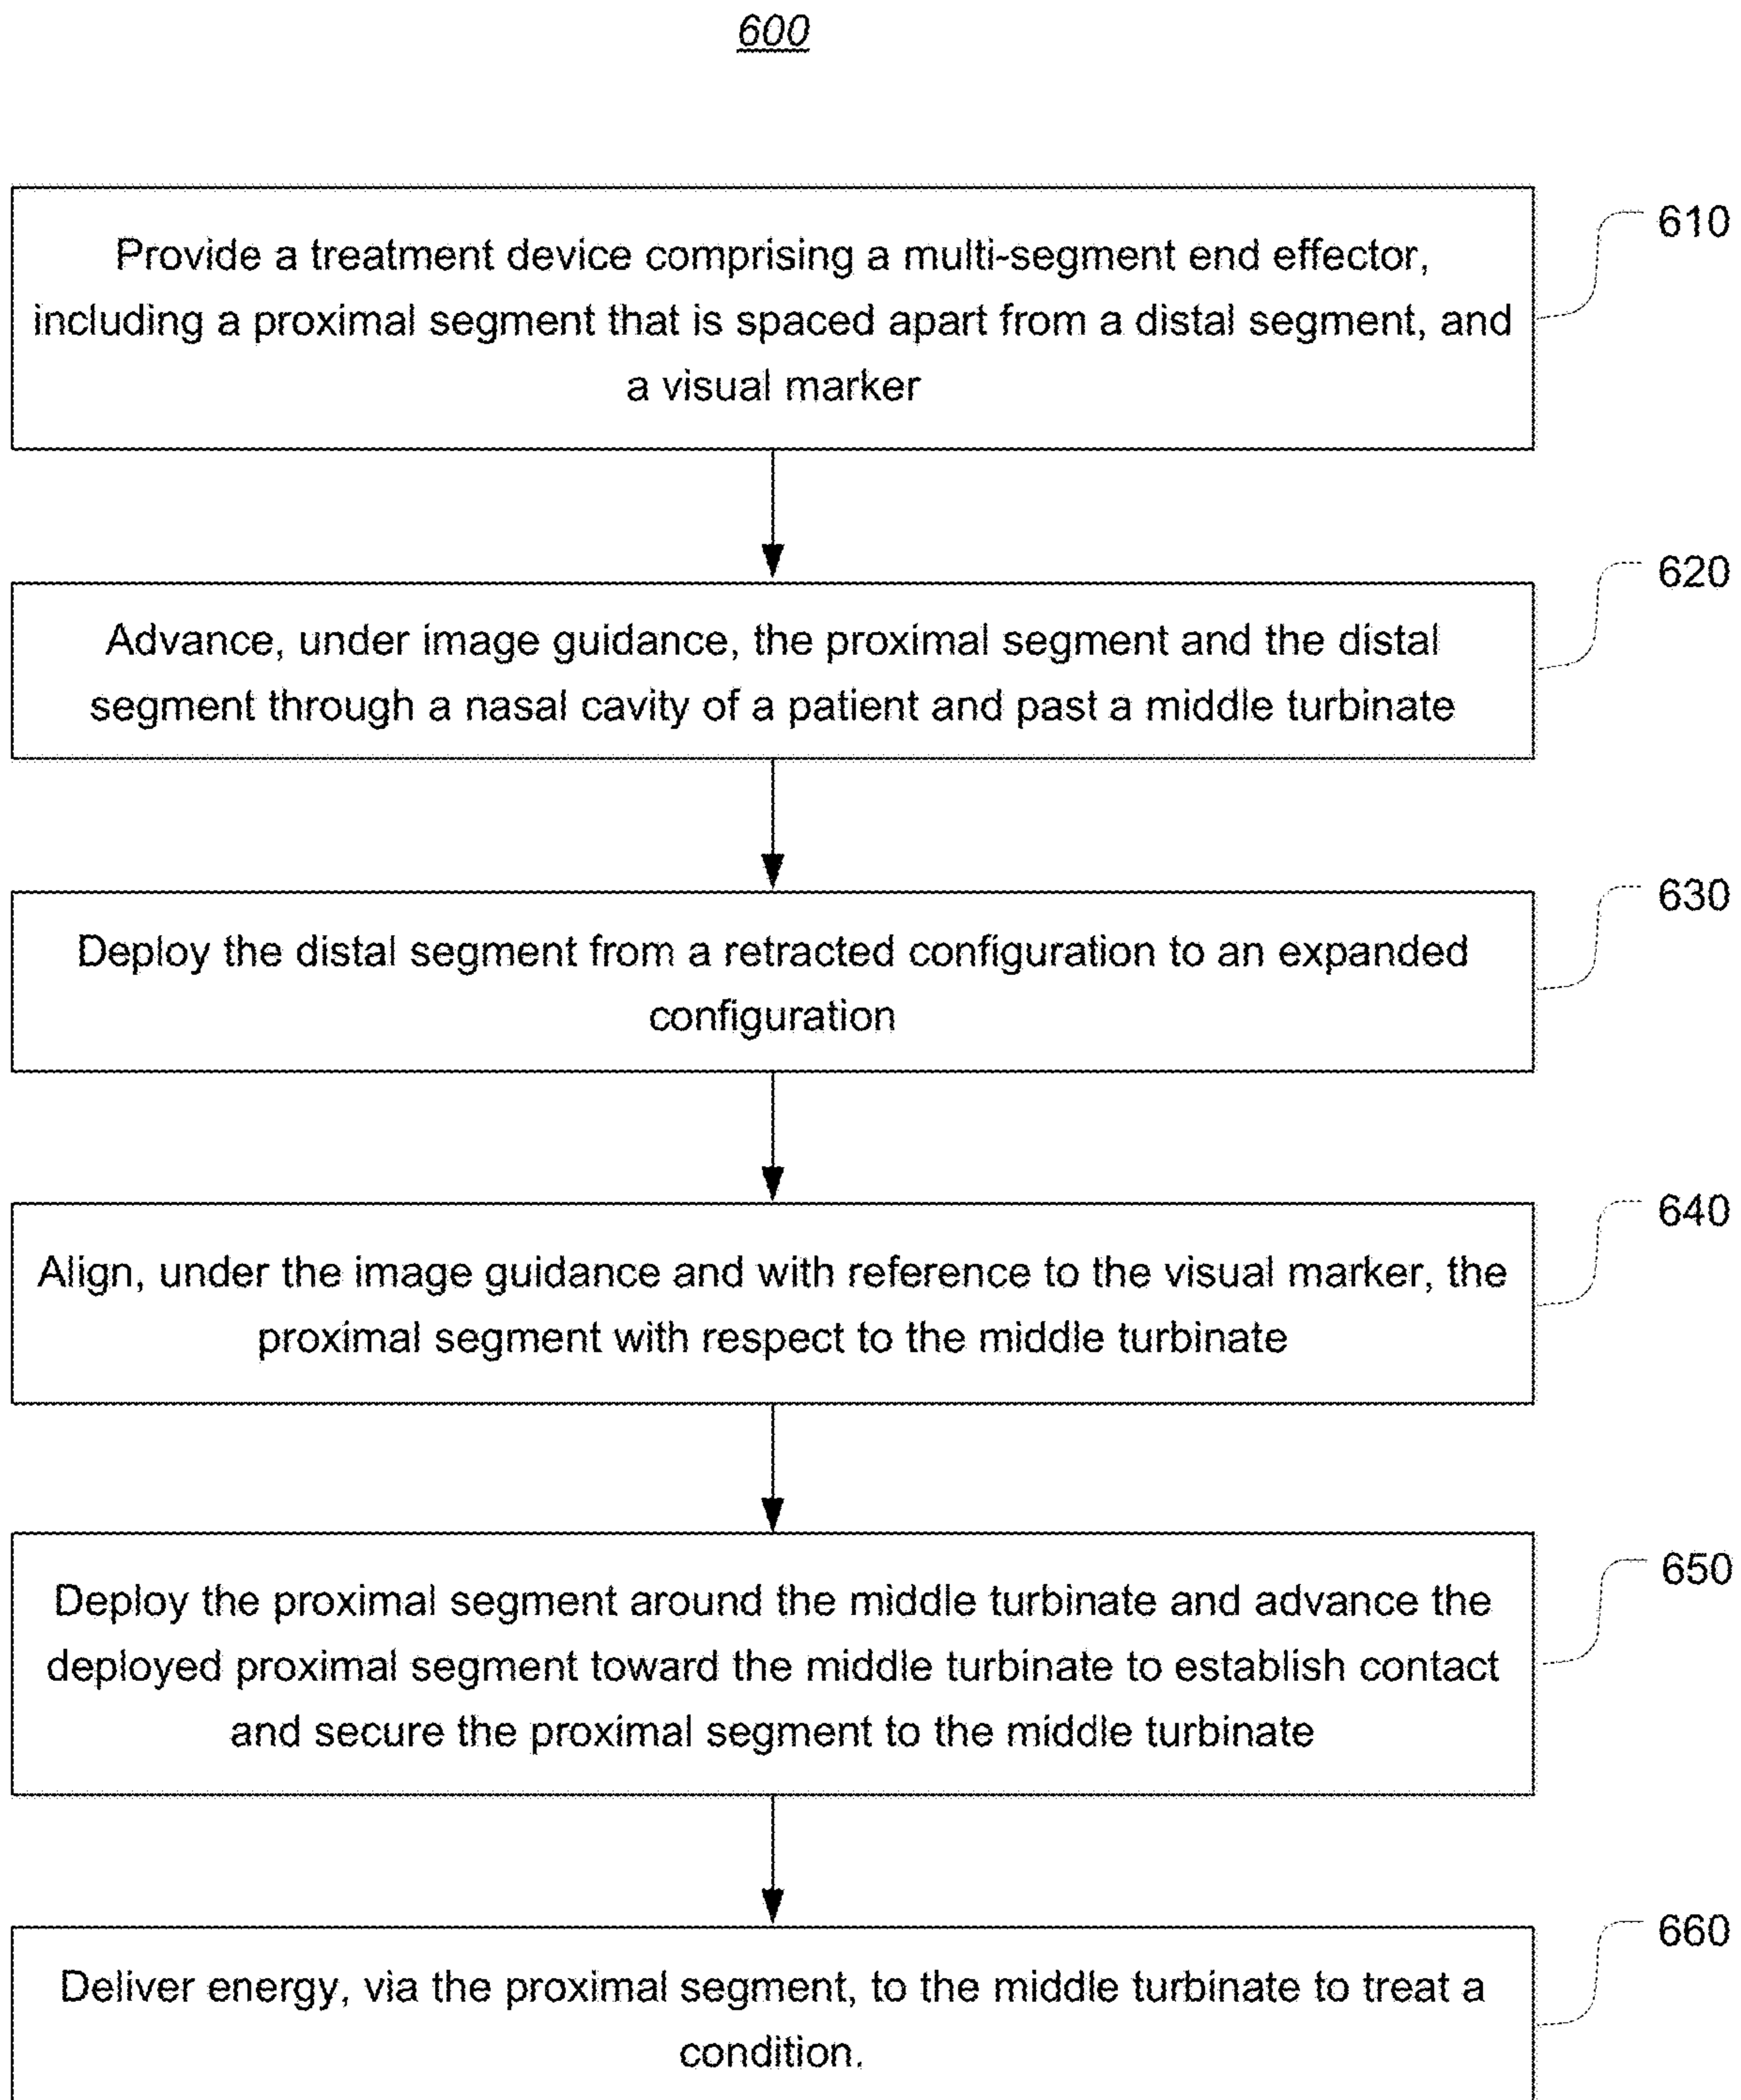 600
Provide a treatment device comprising a multi-segment end effector,
including a proximal segment that is spaced apart from a distal segment, and
a visual marker
610
Advance, under image guidance, the proximal segment and the distal
segment through a nasal cavity of a patient and past a middle turbinate
620
Deploy the distal segment from a retracted configuration to an expanded
configuration
630
Align, under the image guidance and with reference to the visual marker, the
proximal segment with respect to the middle turbinate
640
Deploy the proximal segment around the middle turbinate and advance the
deployed proximal segment toward the middle turbinate to establish contact
and secure the proximal segment to the middle turbinate
650
Deliver energy, via the proximal segment, to the middle turbinate to treat a
condition.
660